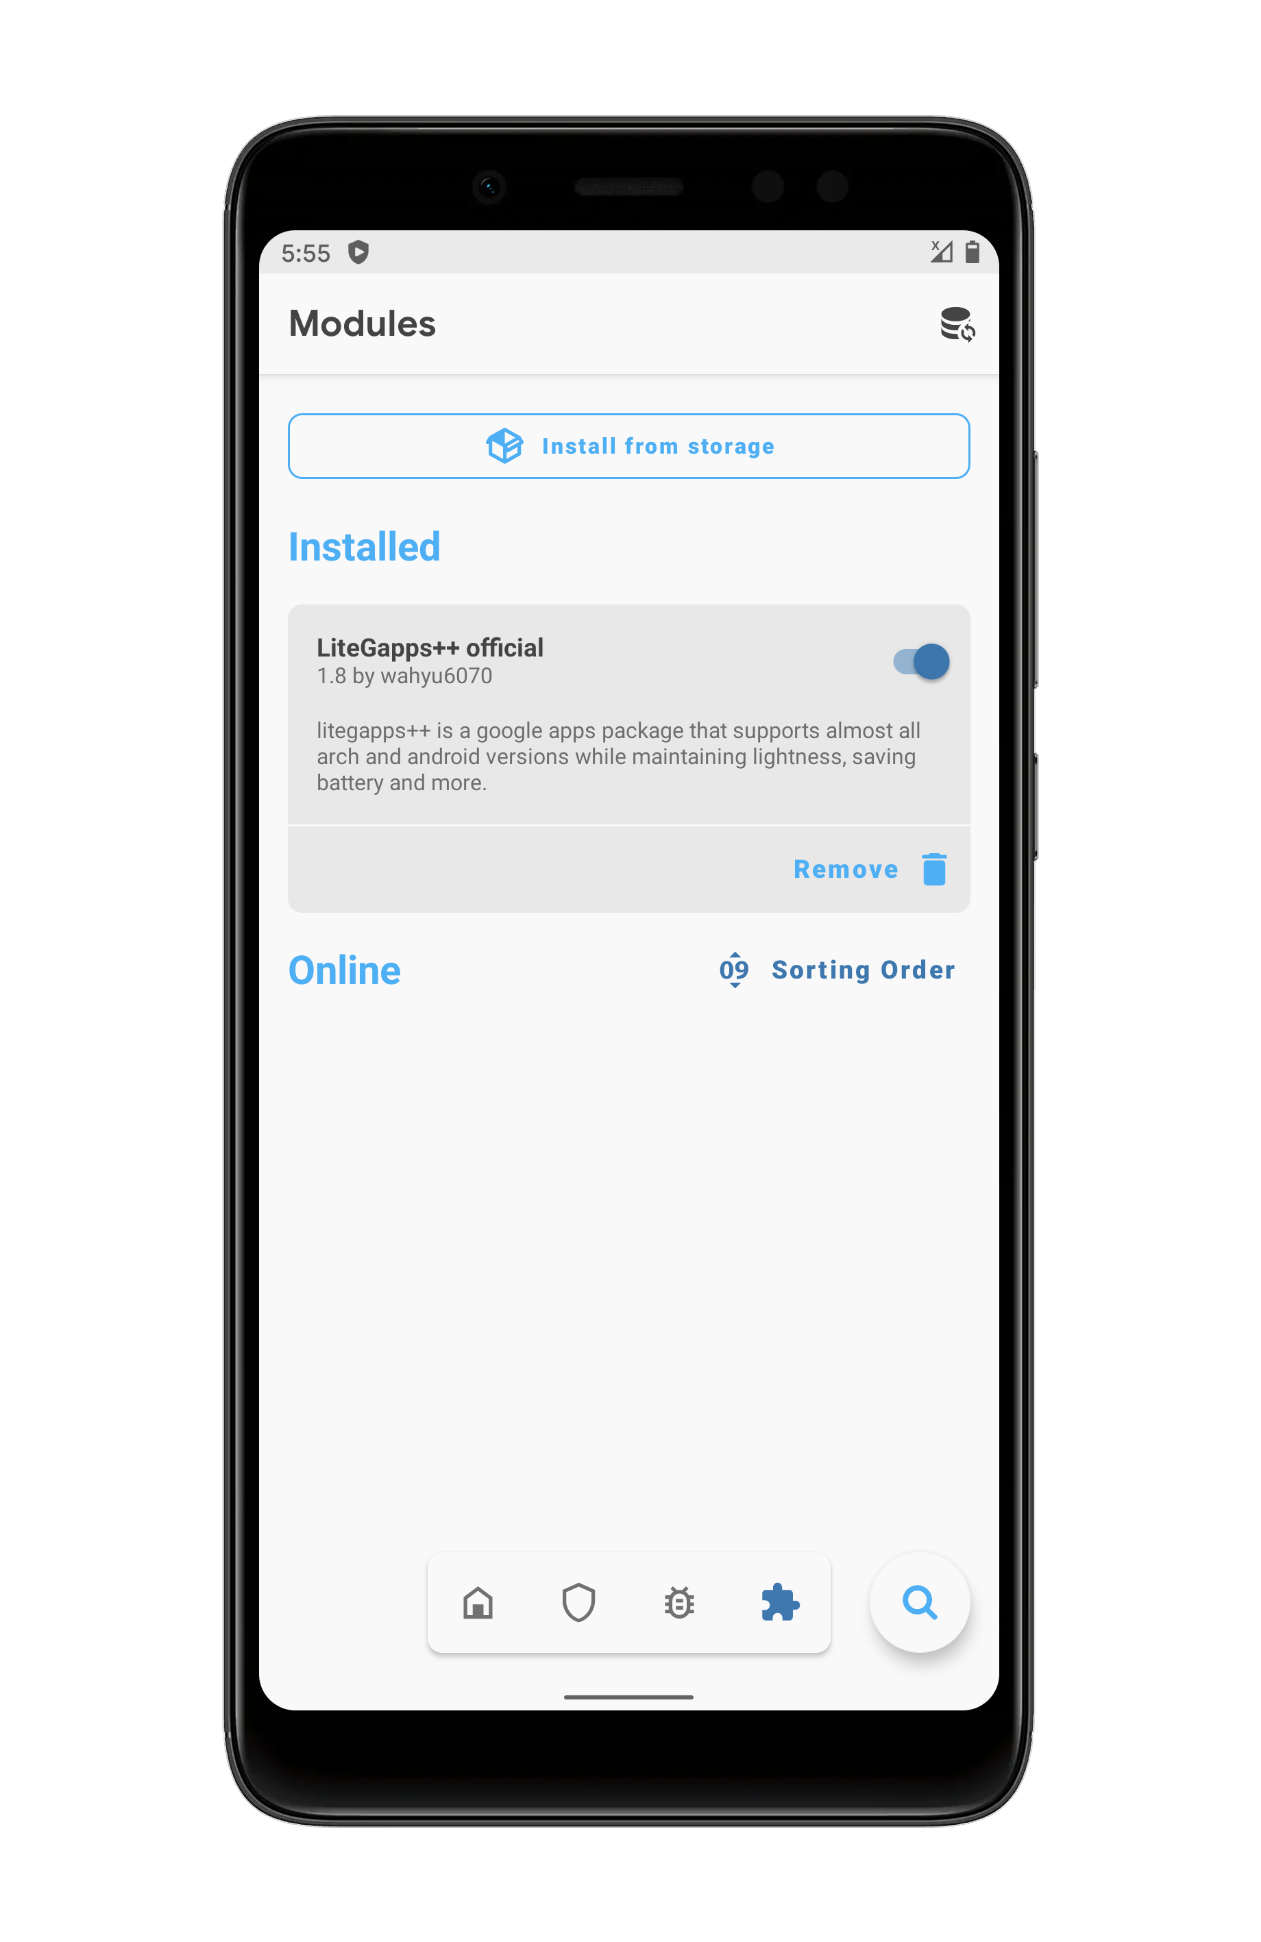 5:55
Modules
Install from storage
Installed
LiteGapps++ official
1.8 by wahyu6070
litegapps++ is a google apps package that supports almost all
arch and android versions while maintaining lightness, saving
battery and more.
Remove
Online
09 Sorting Order